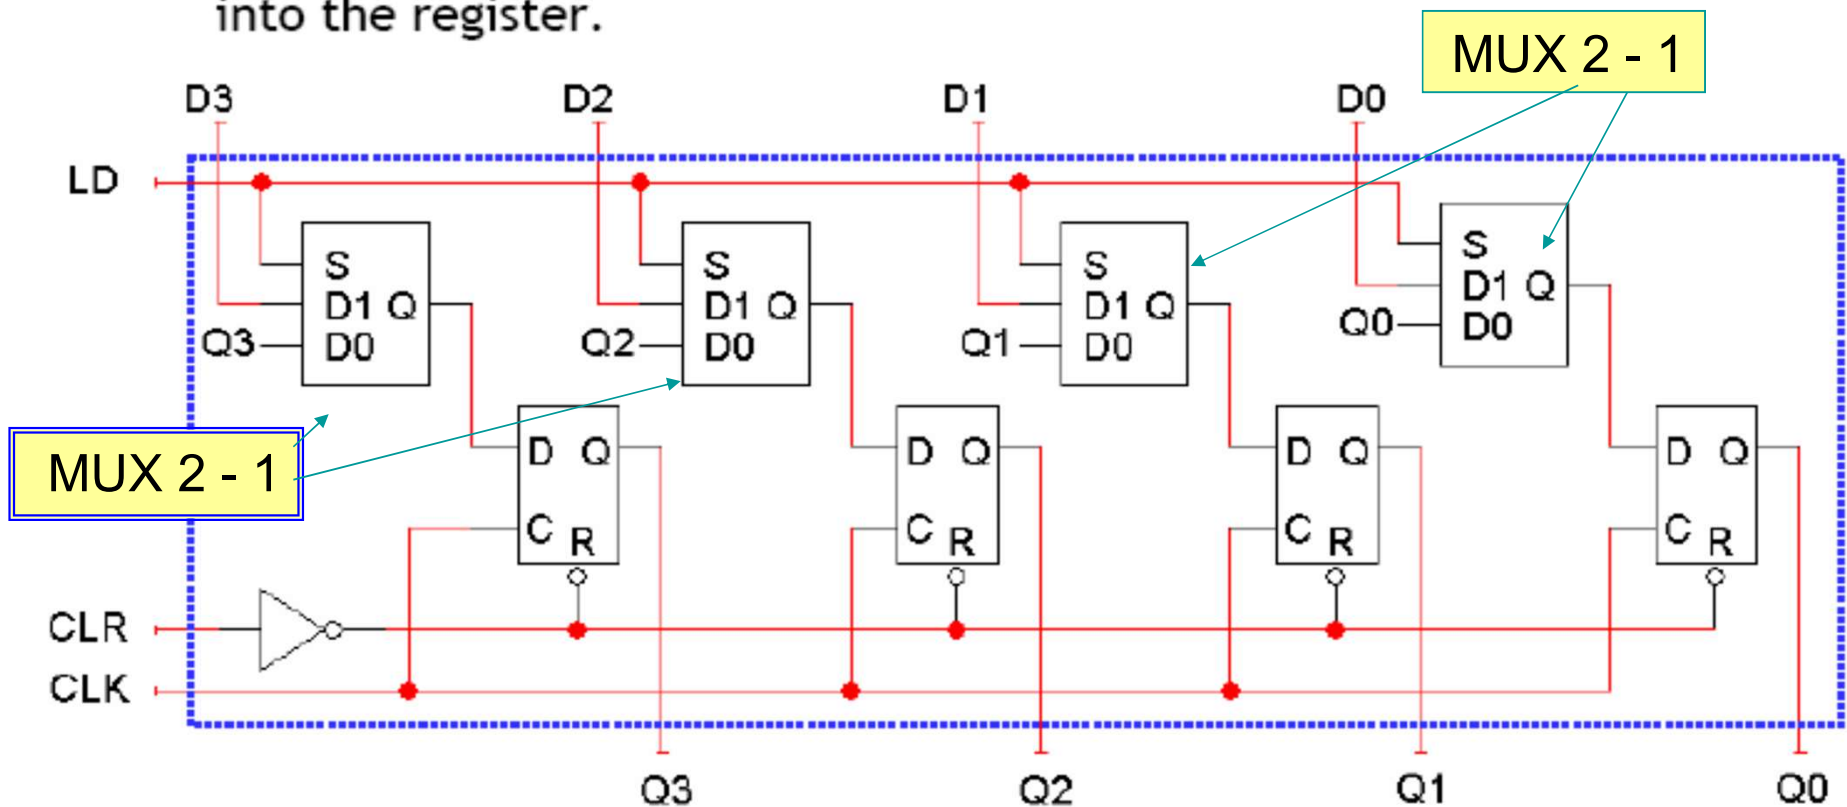 into the register.
MUX 2 - 1
D3 D2 D1 D0
LD
S S S S
D1 Q D1 Q D1 Q D1 Q
Q3 D0 Q2 D0 Q1 D0 Q0 D0
MUX 2 - 1
D Q D Q D Q D Q
C R C R C R C R
CLR
CLK
Q3 Q2 Q1 Q0